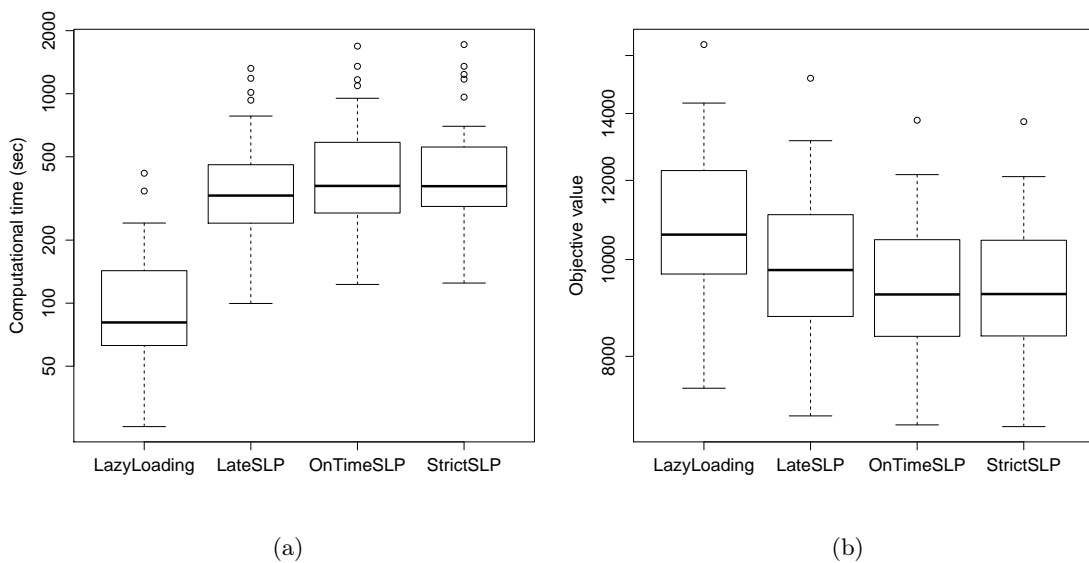 Computational time (sec)
2000
1000
500
200
100
50
LazyLoading LateSLP OnTimeSLP StrictSLP
(a)
Objective value
14000
12000
10000
8000
LazyLoading LateSLP OnTimeSLP StrictSLP
(b)